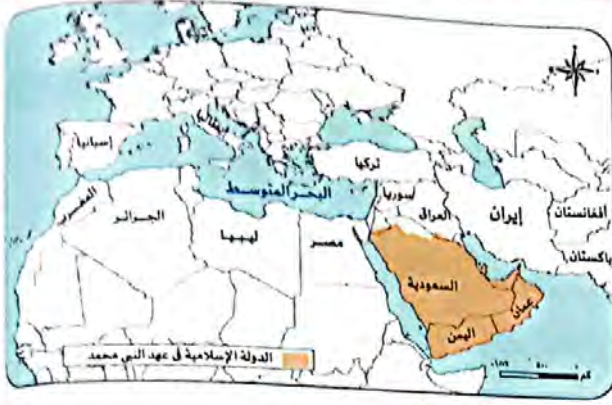 إيطاليا
إسبانيا
تركيا
البحر المتوسط
سوريا
العراق
إيران
أفغانستان
باكستان
المغرب
الجزائر
ليبيا
مصر
السعودية
عمان
اليمن
الدولة الإسلامية في عهد النبي محمد
كم